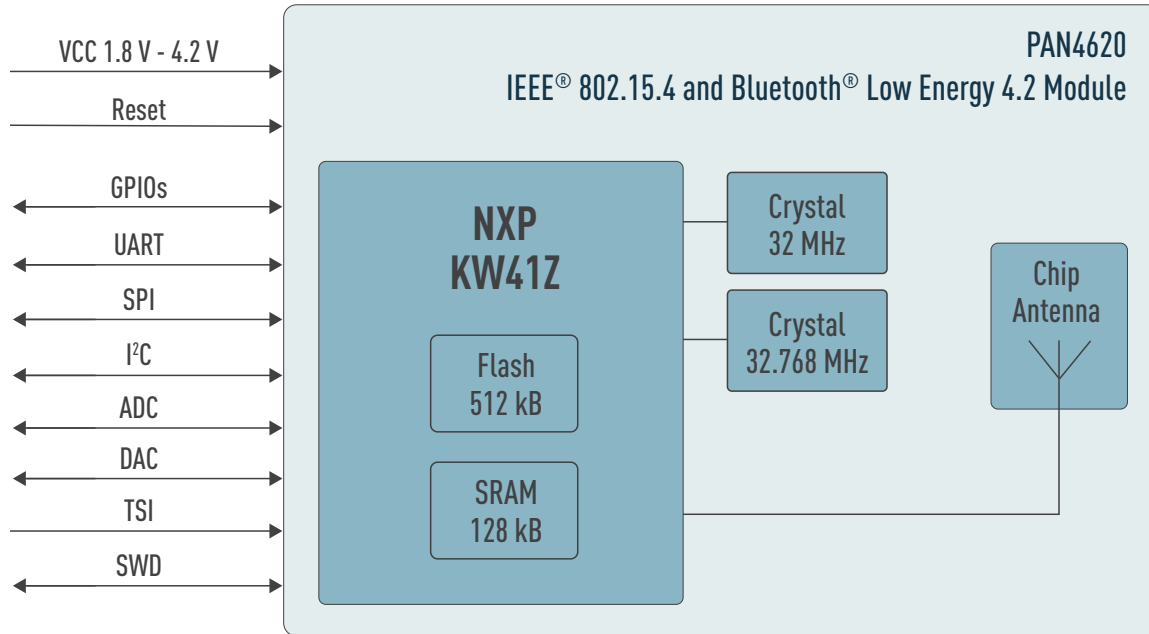 VCC 1.8 V - 4.2 V
Reset
GPIOs
UART
SPI
I²C
ADC
DAC
TSI
SWD
PAN4620
IEEE® 802.15.4 and Bluetooth® Low Energy 4.2 Module
NXP
KW41Z
Flash
512 kB
SRAM
128 kB
Crystal
32 MHz
Crystal
32.768 MHz
Chip
Antenna